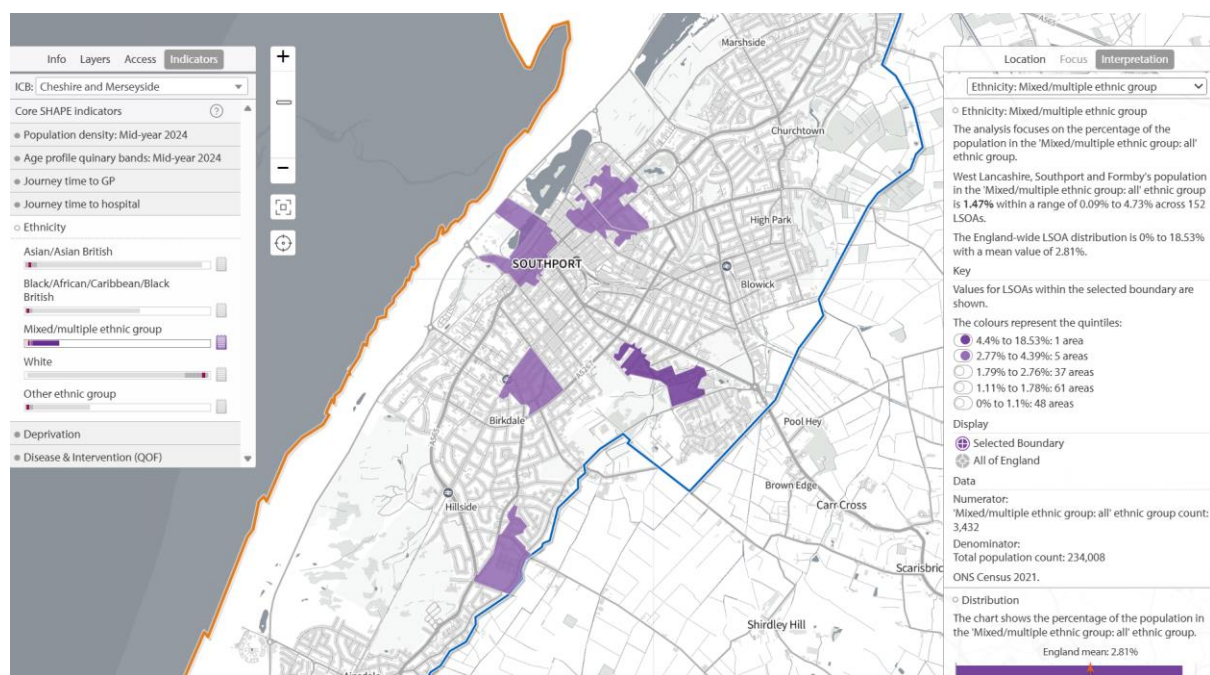 Info Layers Access Indicators
ICB: Cheshire and Merseyside
Core SHAPE indicators ?
Population density: Mid-year 2024
Age profile quinary bands: Mid-year 2024
Journey time to GP
Journey time to hospital
Ethnicity
Asian/Asian British
Black/African/Caribbean/Black
British
Mixed/multiple ethnic group
White
Other ethnic group
Deprivation
Disease & Intervention (QOF)
+
−
Marshside
A565
Churchtown
High Park
SOUTHPORT
Blowick
A5267
Birkdale
A565
Pool Hey
Brown Edge
Carr Cross
Hillside
Scarisbric
Shirdley Hill
Location Focus Interpretation
Ethnicity: Mixed/multiple ethnic group
Ethnicity: Mixed/multiple ethnic group
The analysis focuses on the percentage of the
population in the 'Mixed/multiple ethnic group: all'
ethnic group.
West Lancashire, Southport and Formby's population
in the 'Mixed/multiple ethnic group: all' ethnic group
is 1.47% within a range of 0.09% to 4.73% across 152
LSOAs.
The England-wide LSOA distribution is 0% to 18.53%
with a mean value of 2.81%.
Key
Values for LSOAs within the selected boundary are
shown.
The colours represent the quintiles:
4.4% to 18.53%: 1 area
2.77% to 4.39%: 5 areas
1.79% to 2.76%: 37 areas
1.11% to 1.78%: 61 areas
0% to 1.1%: 48 areas
Display
Selected Boundary
All of England
Data
Numerator:
'Mixed/multiple ethnic group: all' ethnic group count:
3,432
Denominator:
Total population count: 234,008
ONS Census 2021.
Distribution
The chart shows the percentage of the population in
the 'Mixed/multiple ethnic group: all' ethnic group.
England mean: 2.81%